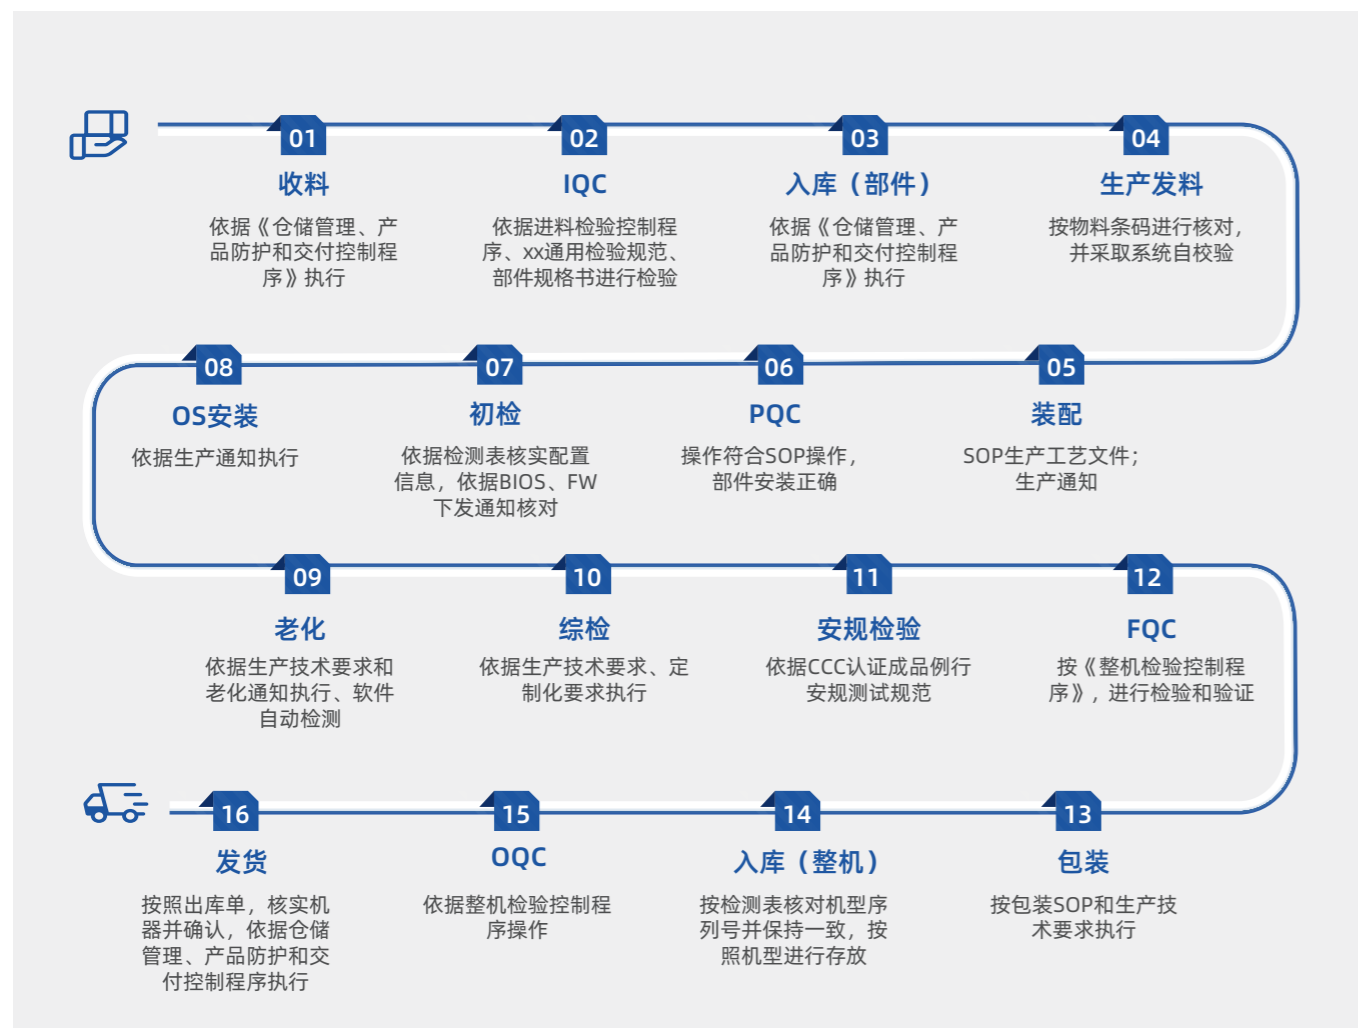 01
收料
依据《仓储管理、产
品防护和交付控制程
序》执行
02
IQC
依据进料检验控制程
序、xx通用检验规范、
部件规格书进行检验
03
入库（部件）
依据《仓储管理、产
品防护和交付控制程
序》执行
04
生产发料
按物料条码进行核对，
并采取系统自校验
05
装配
SOP生产工艺文件；
生产通知
06
PQC
操作符合SOP操作，
部件安装正确
07
初检
依据检测表核实配置
信息，依据BIOS、FW
下发通知核对
08
OS安装
依据生产通知执行
09
老化
依据生产技术要求和
老化通知执行、软件
自动检测
10
综检
依据生产技术要求、定
制化要求执行
11
安规检验
依据CCC认证成品例行
安规测试规范
12
FQC
按《整机检验控制程
序》，进行检验和验证
13
包装
按包装SOP和生产技
术要求执行
14
入库（整机）
按检测表核对机型序
列号并保持一致，按
照机型进行存放
15
OQC
依据整机检验控制程
序操作
16
发货
按照出库单，核实机
器并确认，依据仓储
管理、产品防护和交
付控制程序执行